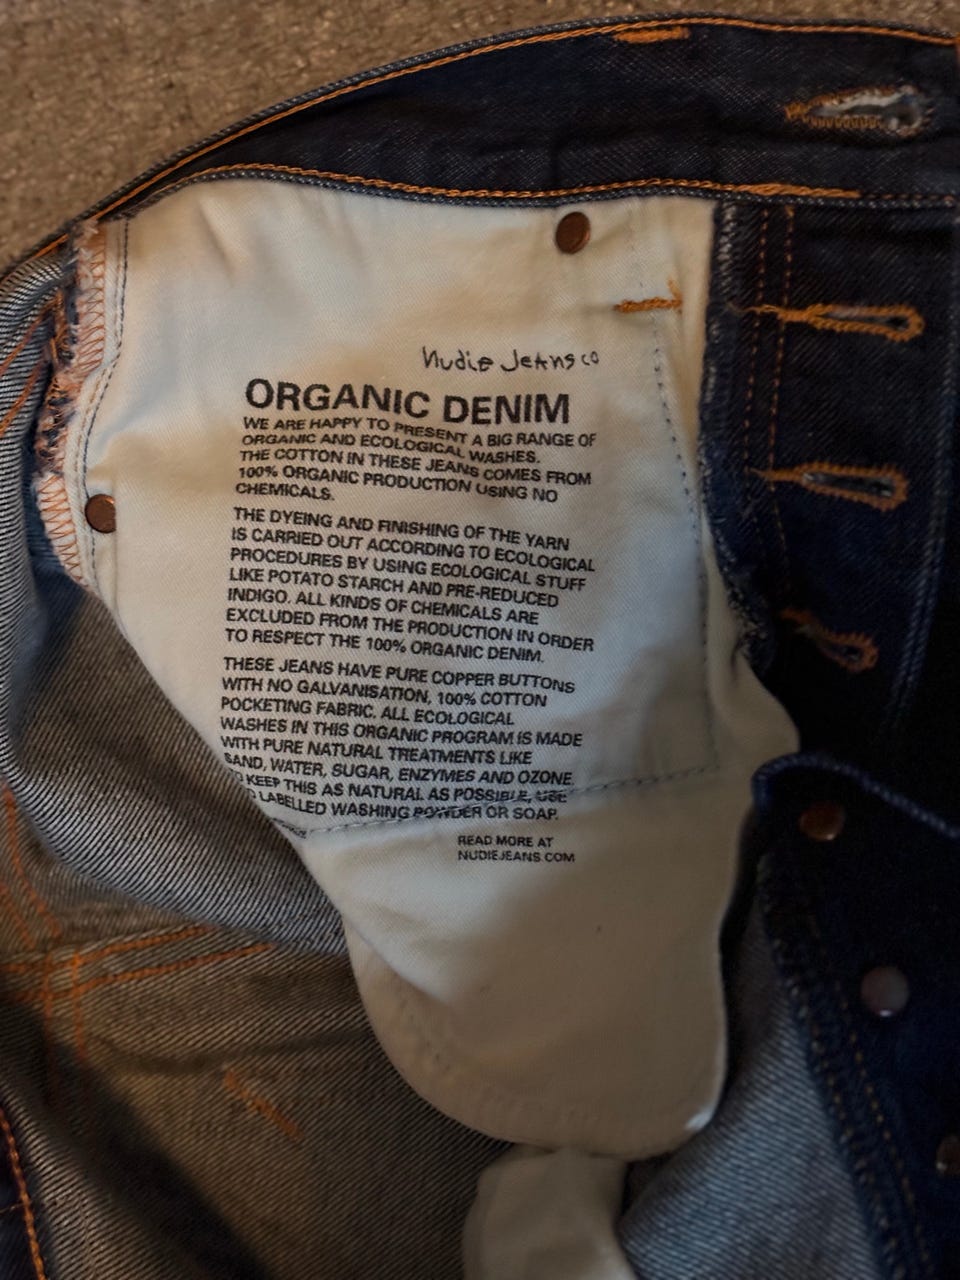 Nudie Jeans co
ORGANIC DENIM
WE ARE HAPPY TO PRESENT A BIG RANGE OF
ORGANIC AND ECOLOGICAL WASHES.
THE COTTON IN THESE JEANS COMES FROM
100% ORGANIC PRODUCTION USING NO
CHEMICALS.
THE DYEING AND FINISHING OF THE YARN
IS CARRIED OUT ACCORDING TO ECOLOGICAL
PROCEDURES BY USING ECOLOGICAL STUFF
LIKE POTATO STARCH AND PRE-REDUCED
INDIGO. ALL KINDS OF CHEMICALS ARE
EXCLUDED FROM THE PRODUCTION IN ORDER
TO RESPECT THE 100% ORGANIC DENIM.
THESE JEANS HAVE PURE COPPER BUTTONS
WITH NO GALVANISATION, 100% COTTON
POCKETING FABRIC. ALL ECOLOGICAL
WASHES IN THIS ORGANIC PROGRAM IS MADE
WITH PURE NATURAL TREATMENTS LIKE
SAND, WATER, SUGAR, ENZYMES AND OZONE.
KEEP THIS AS NATURAL AS POSSIBLE, USE
LABELLED WASHING POWDER OR SOAP.
READ MORE AT
NUDIEJEANS.COM